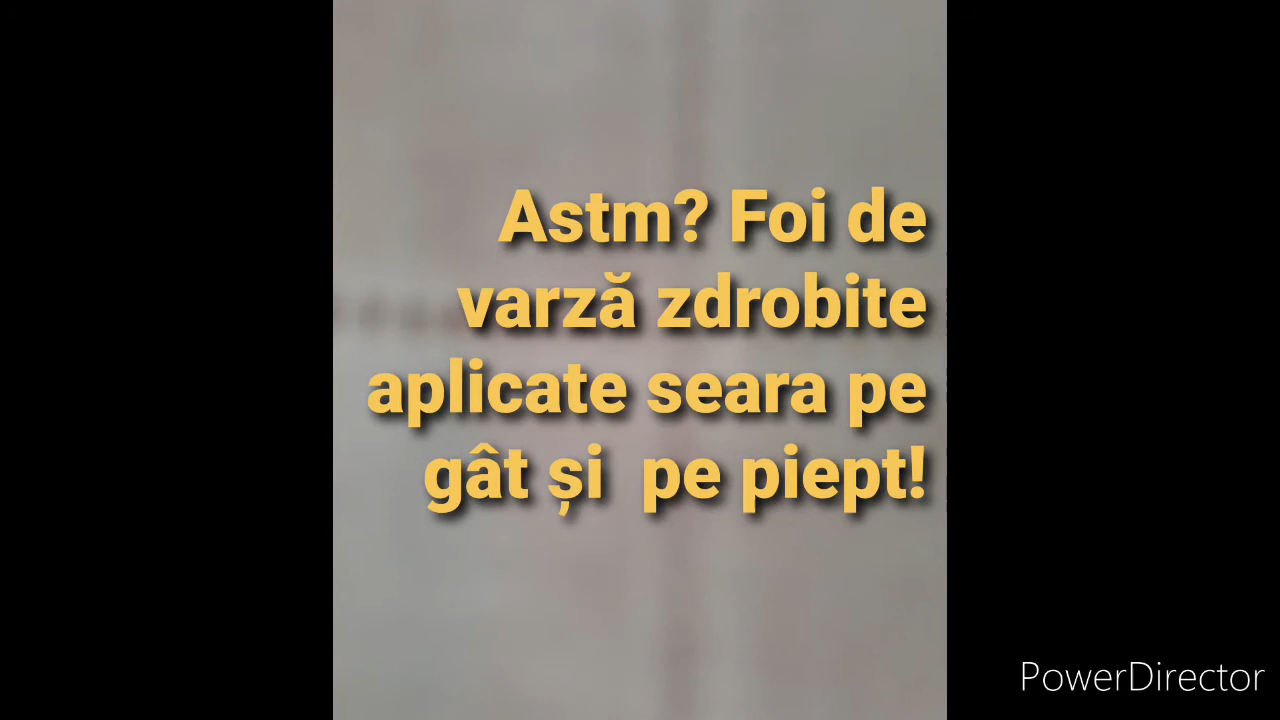 Astm? Foi de
varză zdrobite
aplicate seara pe
gât și  pe piept!
PowerDirector